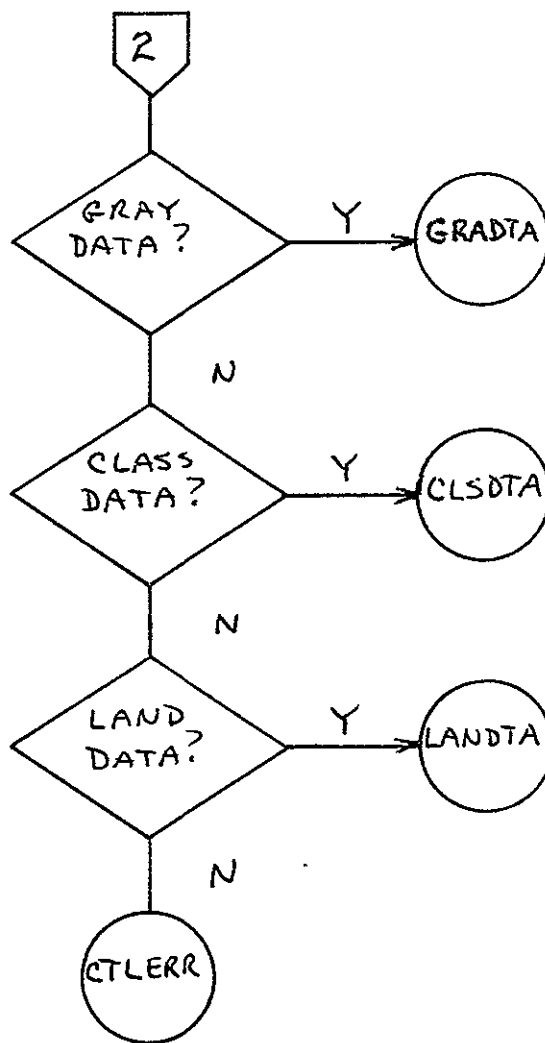 2
GRAY
DATA?
Y
GRADTA
N
CLASS
DATA?
Y
CLSDTA
N
LAND
DATA?
Y
LANDTA
N
CTLERR